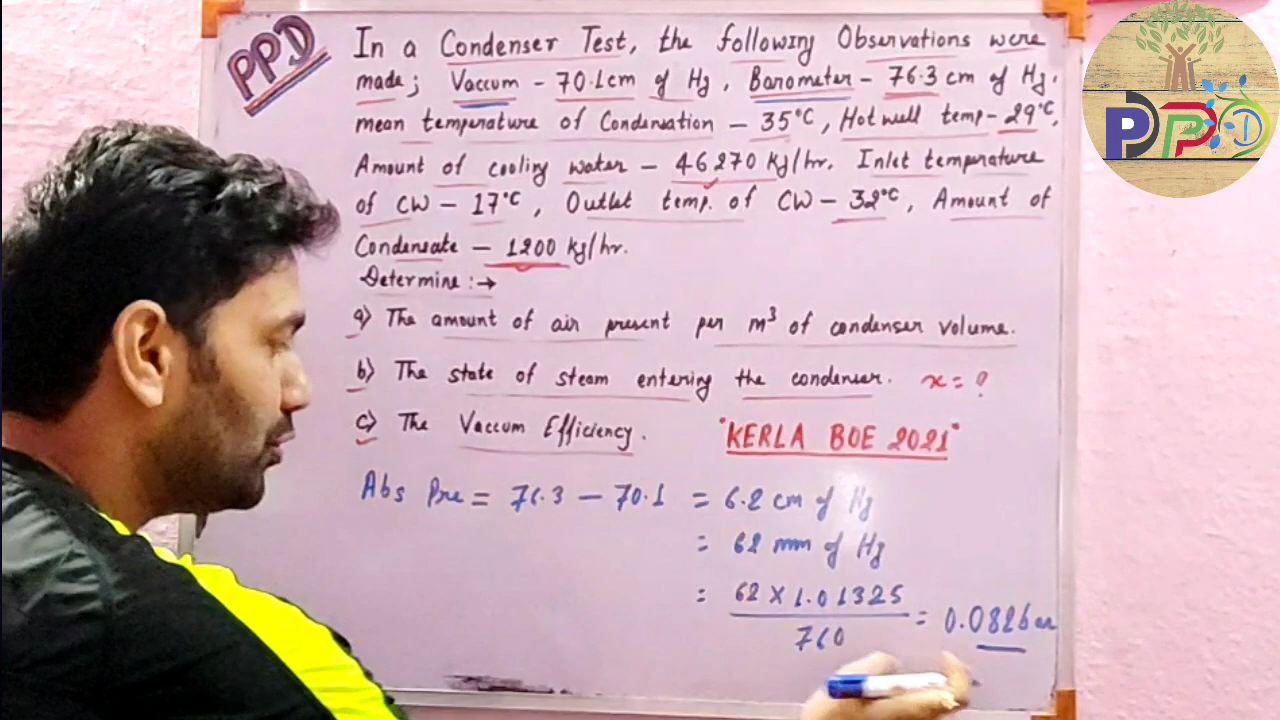 PPD
In a Condenser Test, the following Observations were
made; Vaccum - 70.1cm of Hg, Barometer - 76.3 cm of Hg.
mean temperature of Condensation - 35°C, Hotwell temp - 29°C,
Amount of cooling water - 46270 Kg/hr. Inlet temperature
of CW - 17°C, Outlet temp. of CW - 32°C, Amount of
Condensate - 1200 kg/hr.
Determine :→
a) The amount of air present per m³ of condenser volume.
b) The state of steam entering the condenser. x = ?
c) The Vaccum Efficiency.
"KERLA BOE 2021"
Abs Pre = 76.3 - 70.1 = 6.2 cm of Hg
= 62 mm of Hg
= 62 X 1.01325 / 760 = 0.082bar
PPD